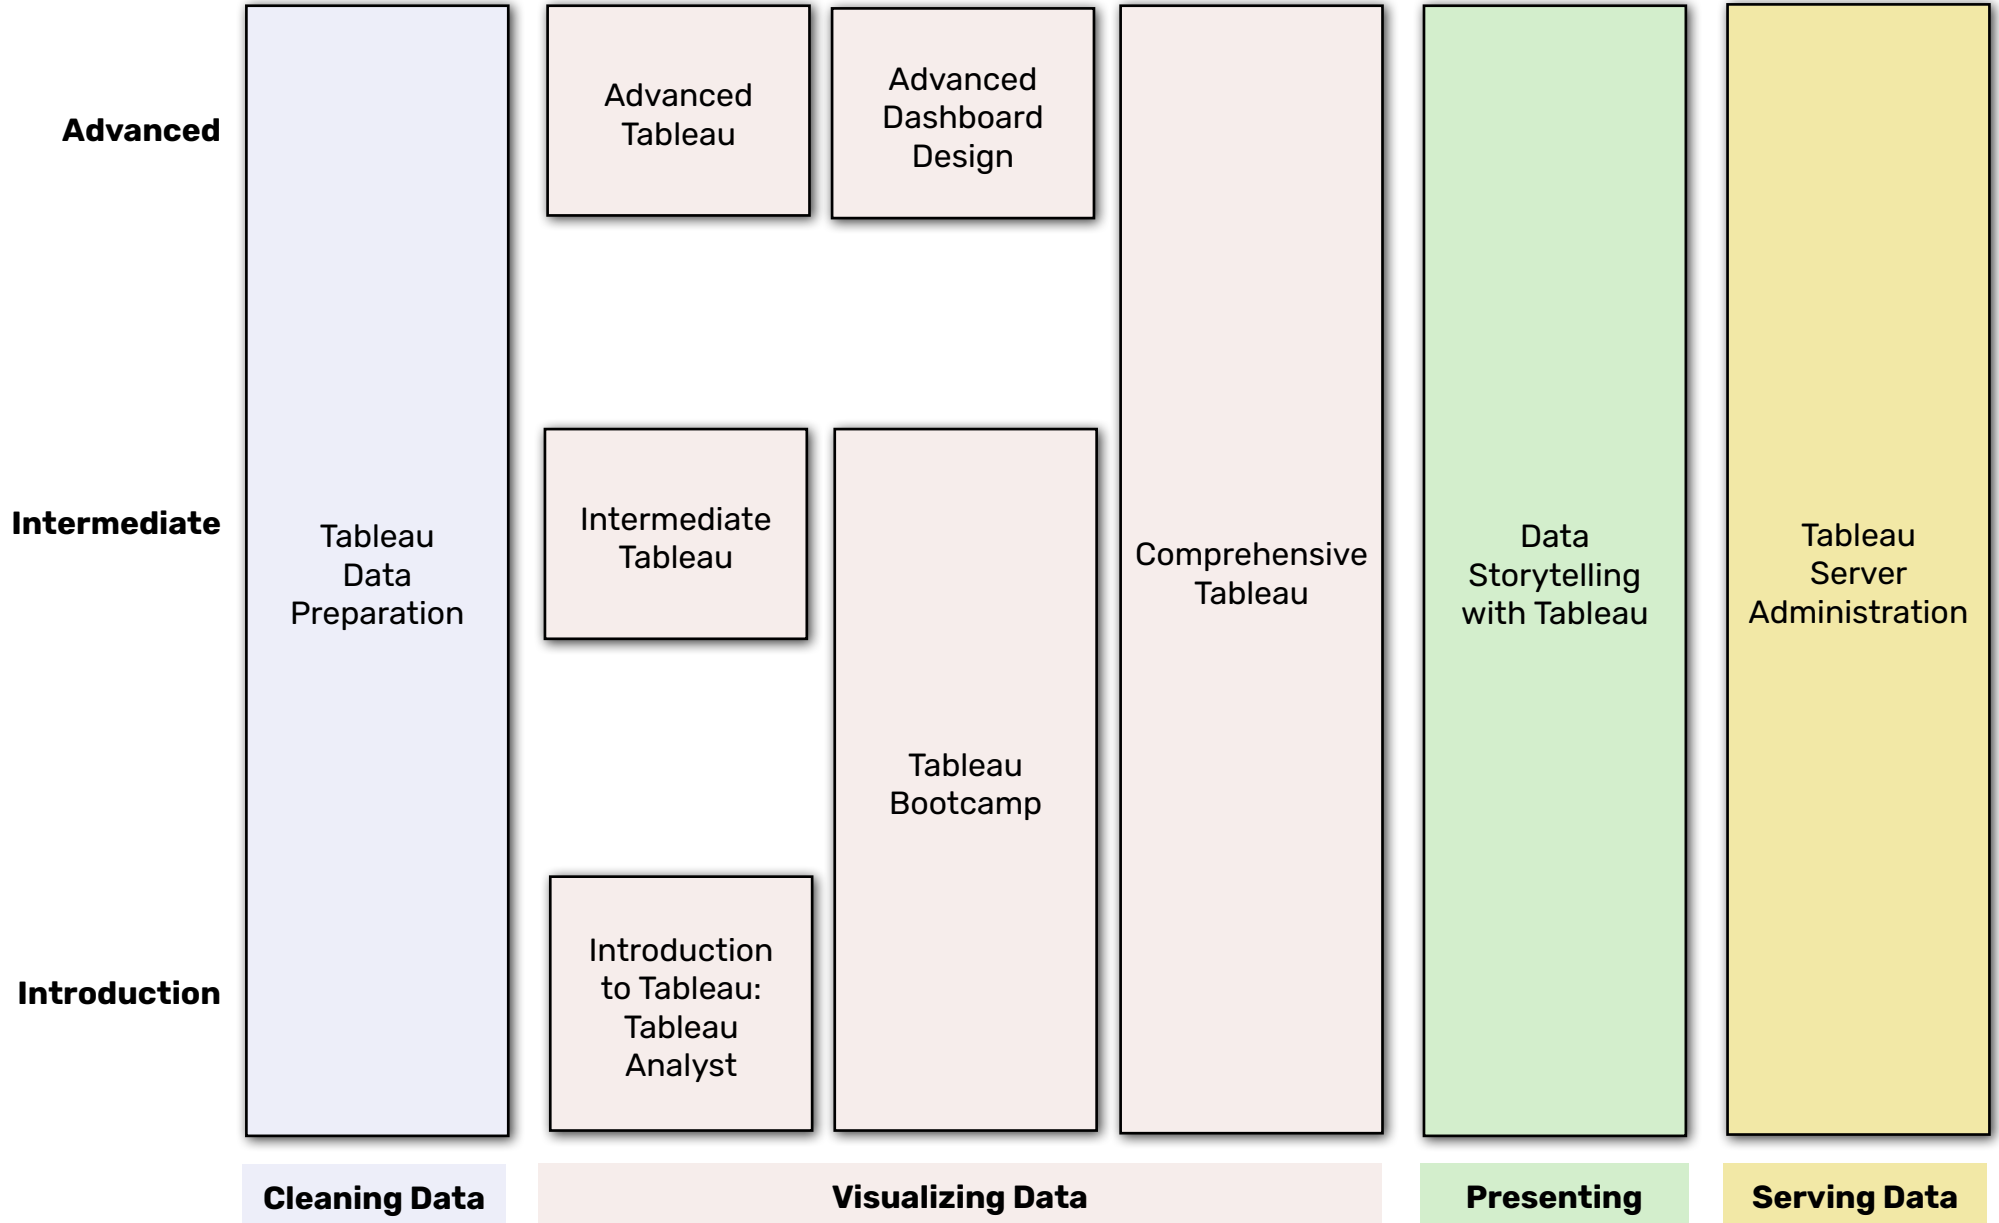 Advanced
Intermediate
Introduction
Tableau
Data
Preparation
Advanced
Tableau
Advanced
Dashboard
Design
Intermediate
Tableau
Tableau
Bootcamp
Introduction
to Tableau:
Tableau
Analyst
Comprehensive
Tableau
Data
Storytelling
with Tableau
Tableau
Server
Administration
Cleaning Data
Visualizing Data
Presenting
Serving Data